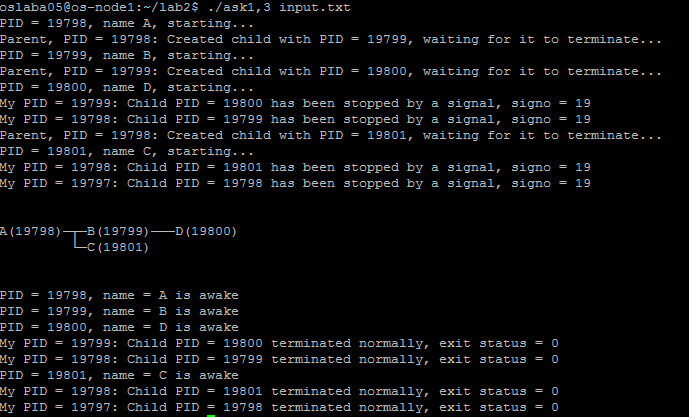 oslaba05@os-node1:~/lab2$ ./ask1,3 input.txt
PID = 19798, name A, starting...
Parent, PID = 19798: Created child with PID = 19799, waiting for it to terminate...
PID = 19799, name B, starting...
Parent, PID = 19799: Created child with PID = 19800, waiting for it to terminate...
PID = 19800, name D, starting...
My PID = 19799: Child PID = 19800 has been stopped by a signal, signo = 19
My PID = 19798: Child PID = 19799 has been stopped by a signal, signo = 19
Parent, PID = 19798: Created child with PID = 19801, waiting for it to terminate...
PID = 19801, name C, starting...
My PID = 19798: Child PID = 19801 has been stopped by a signal, signo = 19
My PID = 19797: Child PID = 19798 has been stopped by a signal, signo = 19
A(19798)─┬─B(19799)───D(19800)
└─C(19801)
PID = 19798, name = A is awake
PID = 19799, name = B is awake
PID = 19800, name = D is awake
My PID = 19799: Child PID = 19800 terminated normally, exit status = 0
My PID = 19798: Child PID = 19799 terminated normally, exit status = 0
PID = 19801, name = C is awake
My PID = 19798: Child PID = 19801 terminated normally, exit status = 0
My PID = 19797: Child PID = 19798 terminated normally, exit status = 0